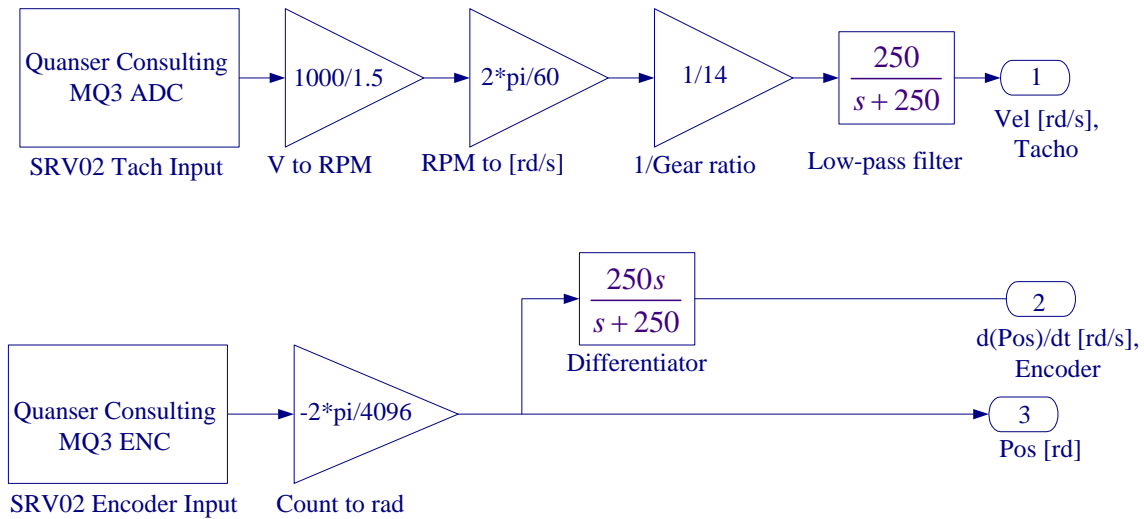 Quanser Consulting
MQ3 ADC
SRV02 Tach Input
1000/1.5
V to RPM
2*pi/60
RPM to [rd/s]
1/14
1/Gear ratio
250
s + 250
Low-pass filter
1
Vel [rd/s],
Tacho
250s
s + 250
Differentiator
2
d(Pos)/dt [rd/s],
Encoder
Quanser Consulting
MQ3 ENC
SRV02 Encoder Input
-2*pi/4096
Count to rad
3
Pos [rd]